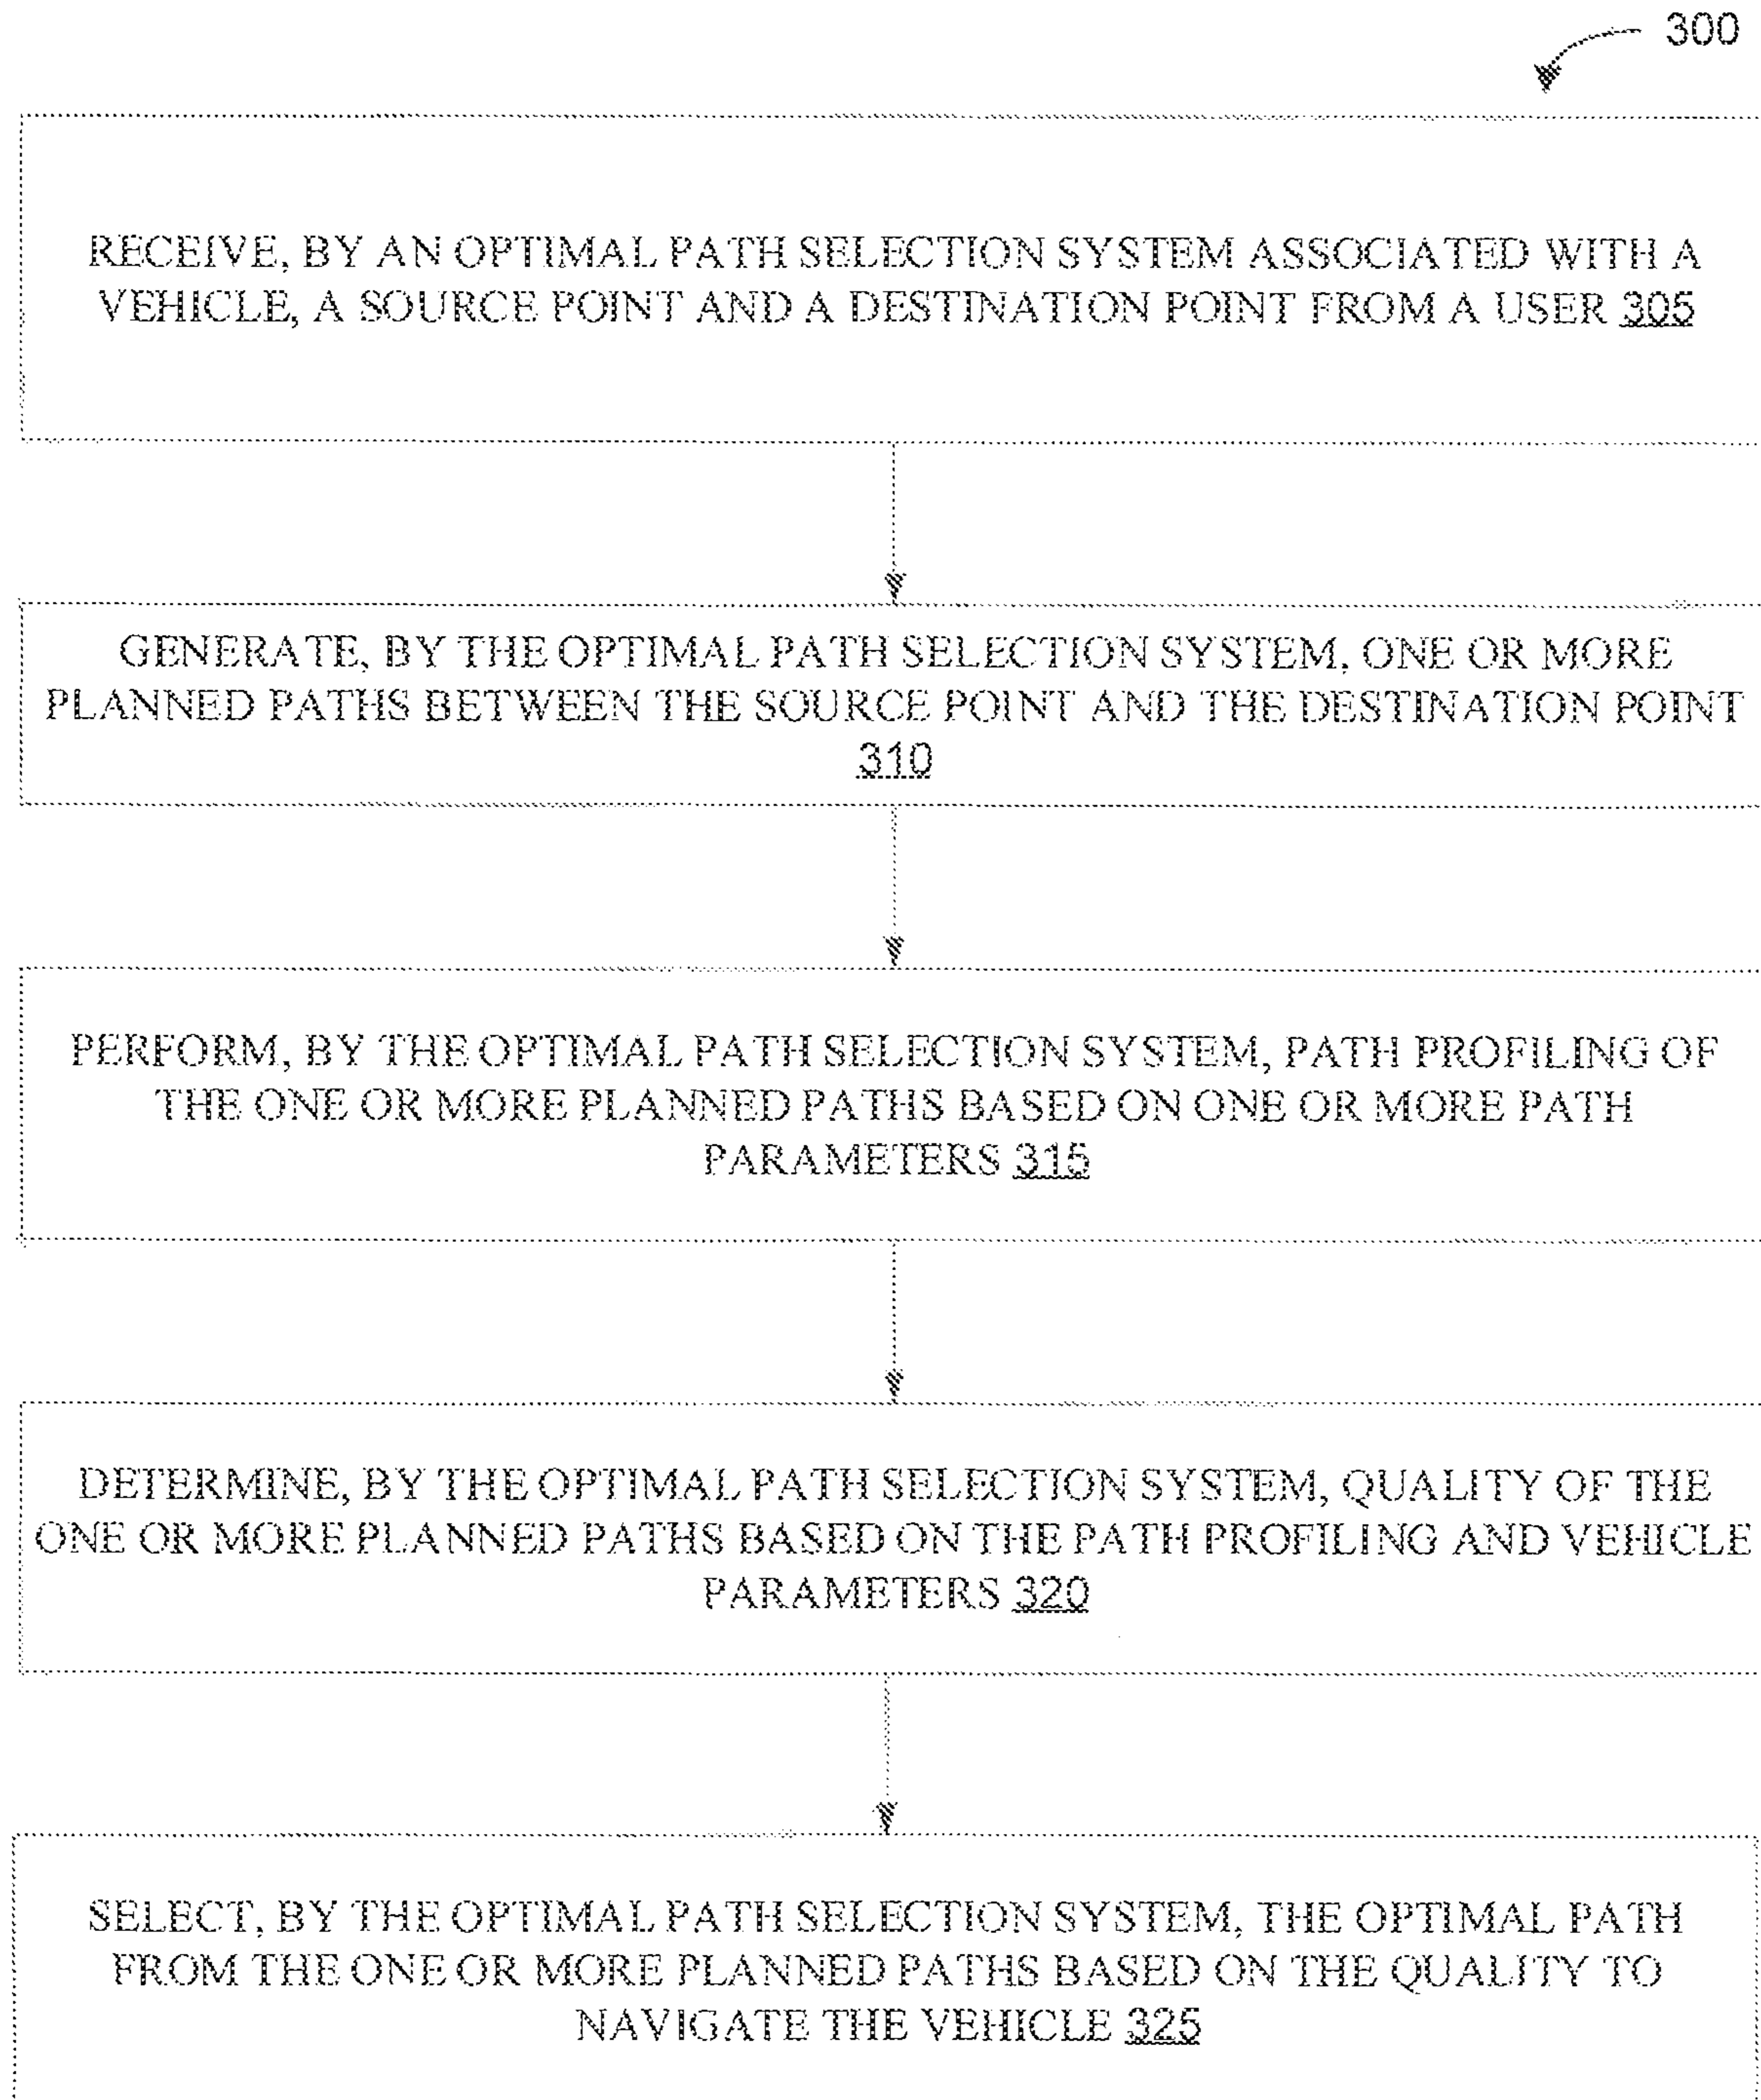 300
RECEIVE, BY AN OPTIMAL PATH SELECTION SYSTEM ASSOCIATED WITH A
VEHICLE, A SOURCE POINT AND A DESTINATION POINT FROM A USER 305
GENERATE, BY THE OPTIMAL PATH SELECTION SYSTEM, ONE OR MORE
PLANNED PATHS BETWEEN THE SOURCE POINT AND THE DESTINATION POINT
310
PERFORM, BY THE OPTIMAL PATH SELECTION SYSTEM, PATH PROFILING OF
THE ONE OR MORE PLANNED PATHS BASED ON ONE OR MORE PATH
PARAMETERS 315
DETERMINE, BY THE OPTIMAL PATH SELECTION SYSTEM, QUALITY OF THE
ONE OR MORE PLANNED PATHS BASED ON THE PATH PROFILING AND VEHICLE
PARAMETERS 320
SELECT, BY THE OPTIMAL PATH SELECTION SYSTEM, THE OPTIMAL PATH
FROM THE ONE OR MORE PLANNED PATHS BASED ON THE QUALITY TO
NAVIGATE THE VEHICLE 325